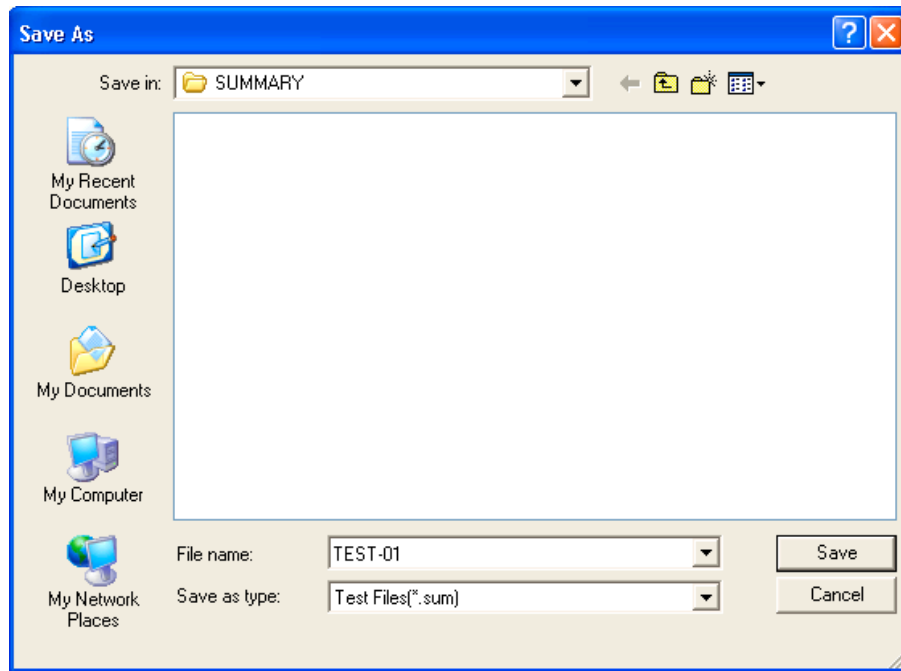 Save As
?
Save in:
SUMMARY
My Recent
Documents
Desktop
My Documents
My Computer
My Network
Places
File name:
TEST-01
Save
Save as type:
Test Files(*.sum)
Cancel